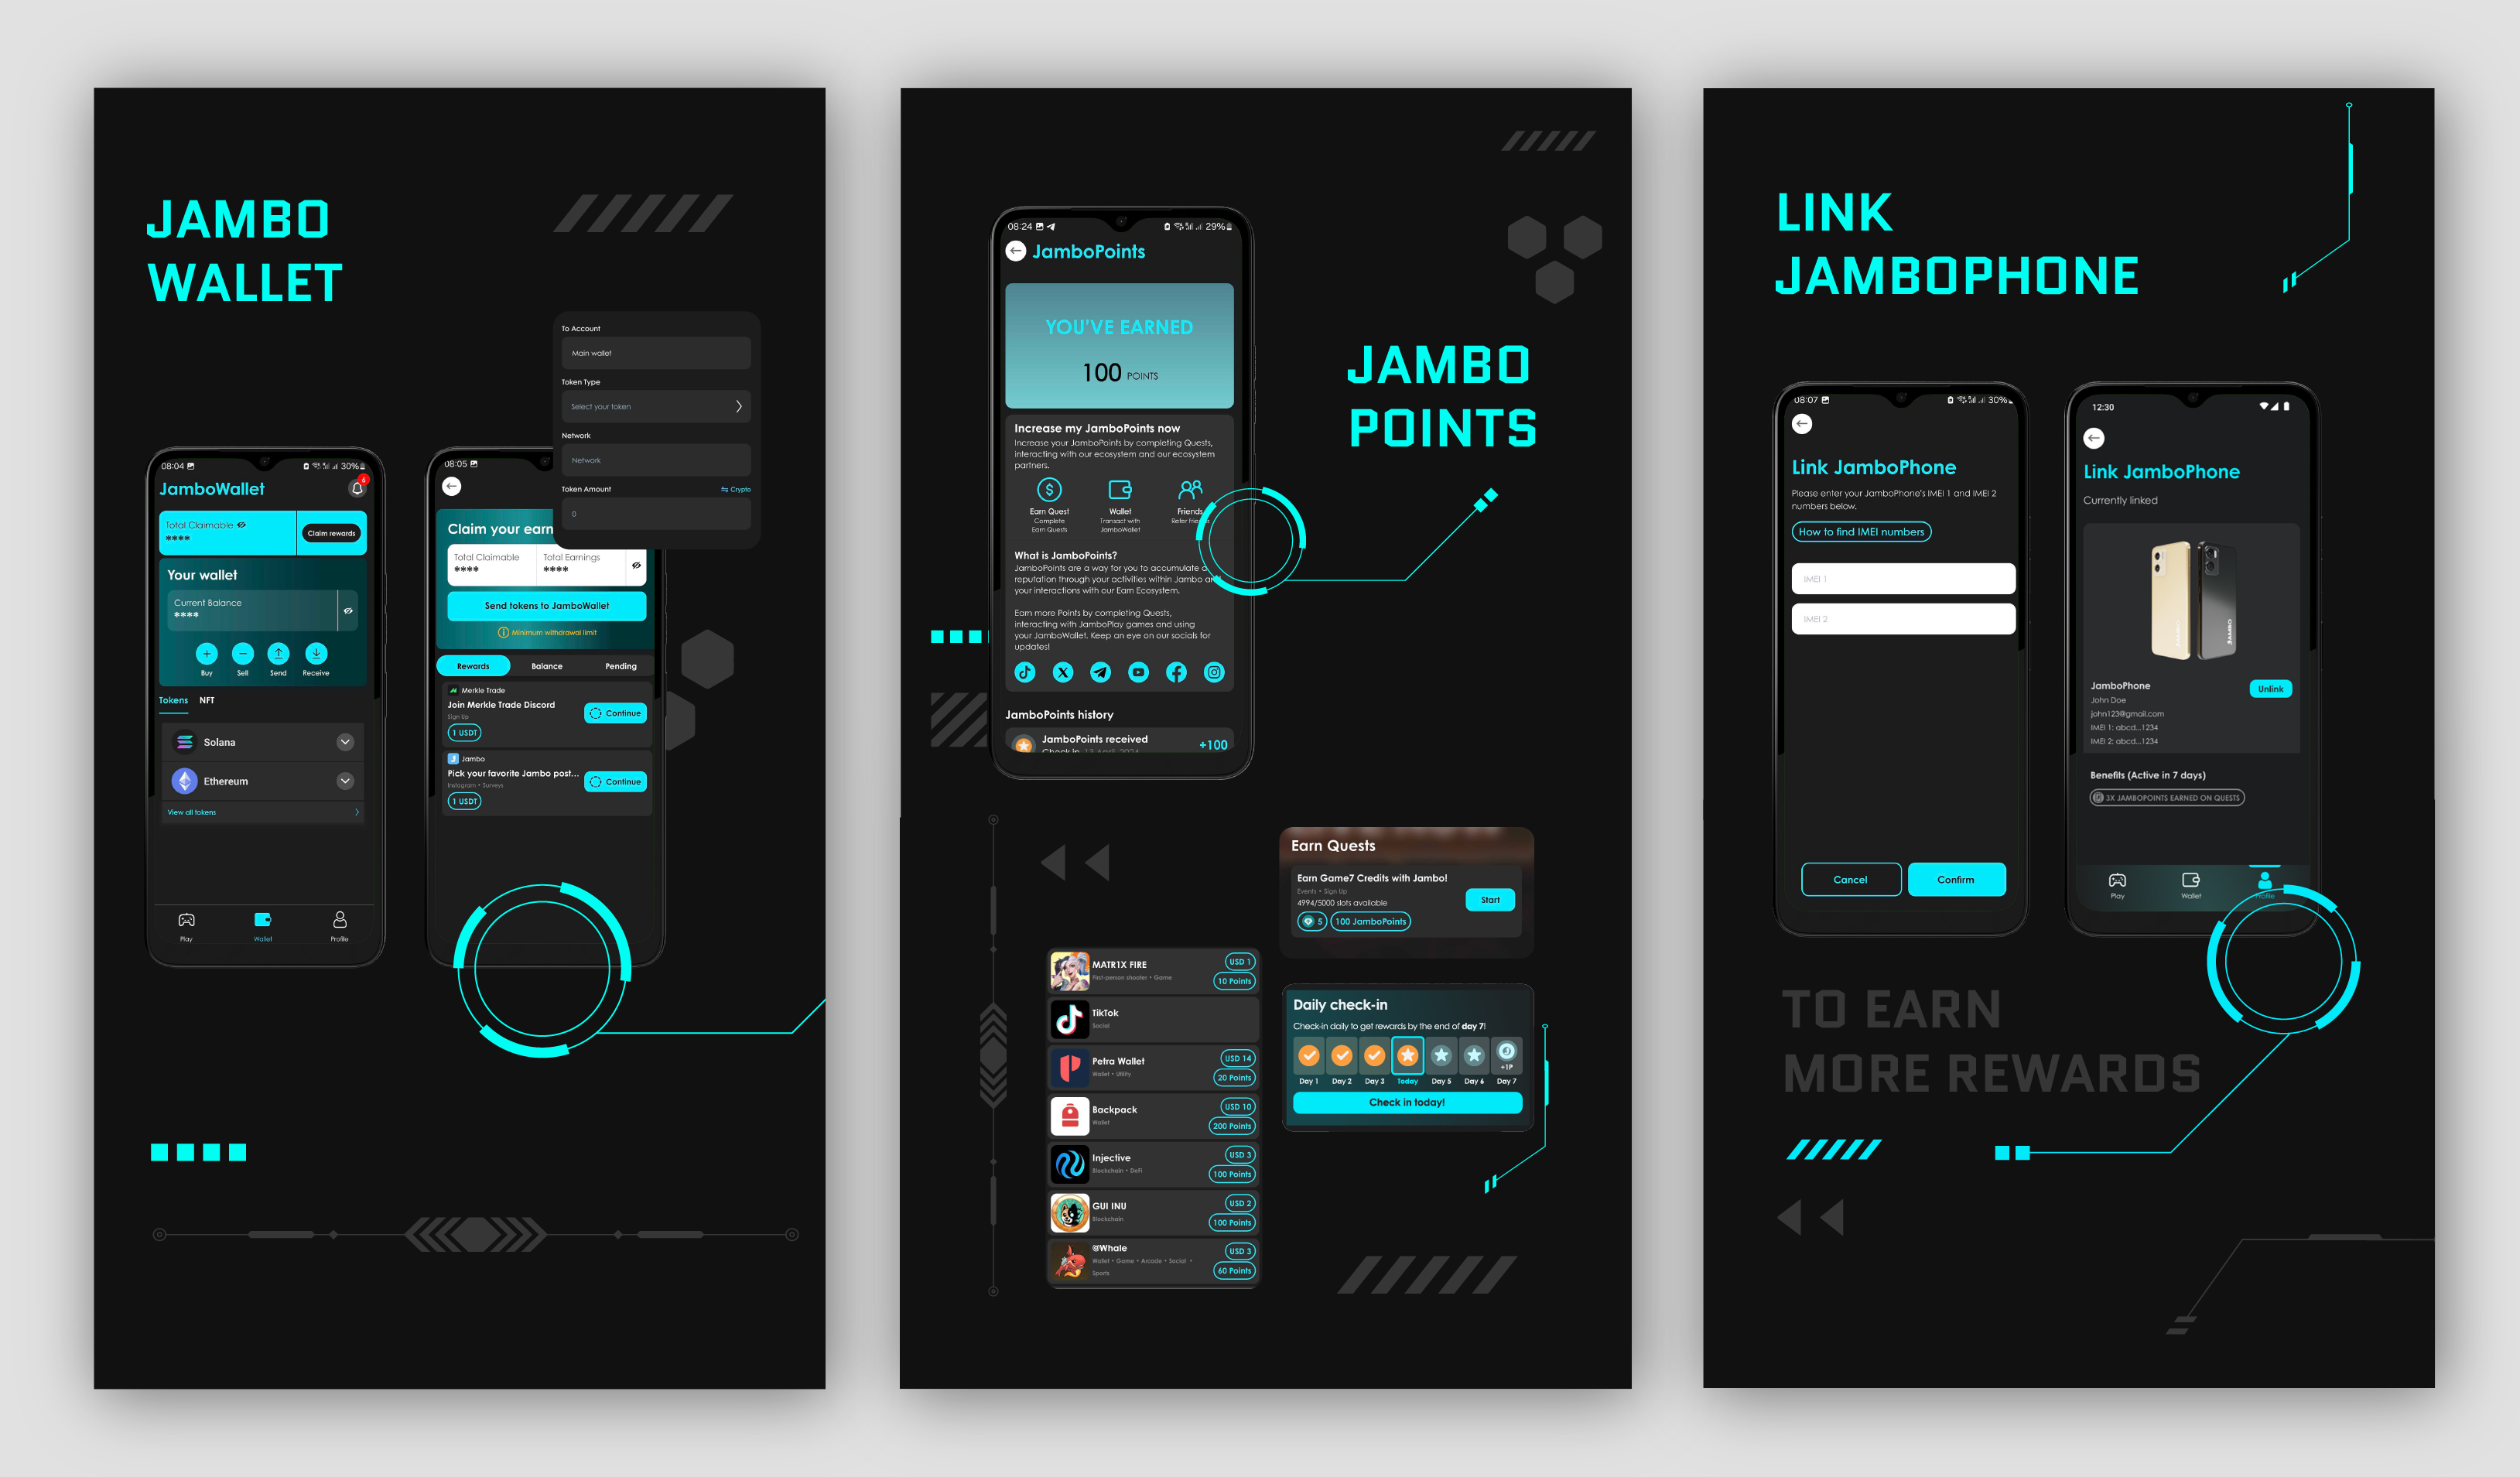 JAMBO
WALLET
08:04
30%
JamboWallet
6
Total Claimable
****
Claim rewards
Your wallet
Current Balance
****
Buy
Sell
Send
Receive
Tokens
NFT
Solana
Ethereum
View all tokens
Play
Wallet
Profile
08:05
Claim your earn
Total Claimable
****
Total Earnings
****
Send tokens to JamboWallet
Minimum withdrawal limit
Rewards
Balance
Pending
Merkle Trade
Join Merkle Trade Discord
Sign Up
1 USDT
Continue
Jambo
Pick your favorite Jambo post...
Instagram • Surveys
1 USDT
Continue
To Account
Main wallet
Token Type
Select your token
Network
Network
Token Amount
Crypto
0
08:24
29%
JamboPoints
YOU'VE EARNED
100 POINTS
Increase my JamboPoints now
Increase your JamboPoints by completing Quests,
interacting with our ecosystem and our ecosystem
partners.
Earn Quest
Complete
Earn Quests
Wallet
Transact with
JamboWallet
Friends
Refer friends
What is JamboPoints?
JamboPoints are a way for you to accumulate
reputation through your activities within Jambo and
your interactions with our Earn Ecosystem.
Earn more Points by completing Quests,
interacting with JamboPlay games and using
your JamboWallet. Keep an eye on our socials for
updates!
JamboPoints history
JamboPoints received
+100
JAMBO
POINTS
MATR1X FIRE
First-person shooter • Game
USD 1
10 Points
TikTok
Social
Petra Wallet
Wallet • Utility
USD 14
20 Points
Backpack
Wallet
USD 10
200 Points
Injective
Blockchain • DeFi
USD 3
100 Points
GUI INU
Blockchain
USD 2
100 Points
@Whale
Wallet • Game • Arcade • Social •
Sports
USD 3
60 Points
Earn Quests
Earn Game7 Credits with Jambo!
Events • Sign Up
4994/5000 slots available
5
100 JamboPoints
Start
Daily check-in
Check-in daily to get rewards by the end of day 7!
+1P
Day 1
Day 2
Day 3
Today
Day 5
Day 6
Day 7
Check in today!
LINK
JAMBOPHONE
08:07
30%
Link JamboPhone
Please enter your JamboPhone's IMEI 1 and IMEI 2
numbers below.
How to find IMEI numbers
IMEI 1
IMEI 2
Cancel
Confirm
12:30
Link JamboPhone
Currently linked
JAMBO
JAMBO
JamboPhone
Unlink
John Doe
john123@gmail.com
IMEI 1: abcd...1234
IMEI 2: abcd...1234
Benefits (Active in 7 days)
3X JAMBOPOINTS EARNED ON QUESTS
Play
Wallet
Profile
TO EARN
MORE REWARDS